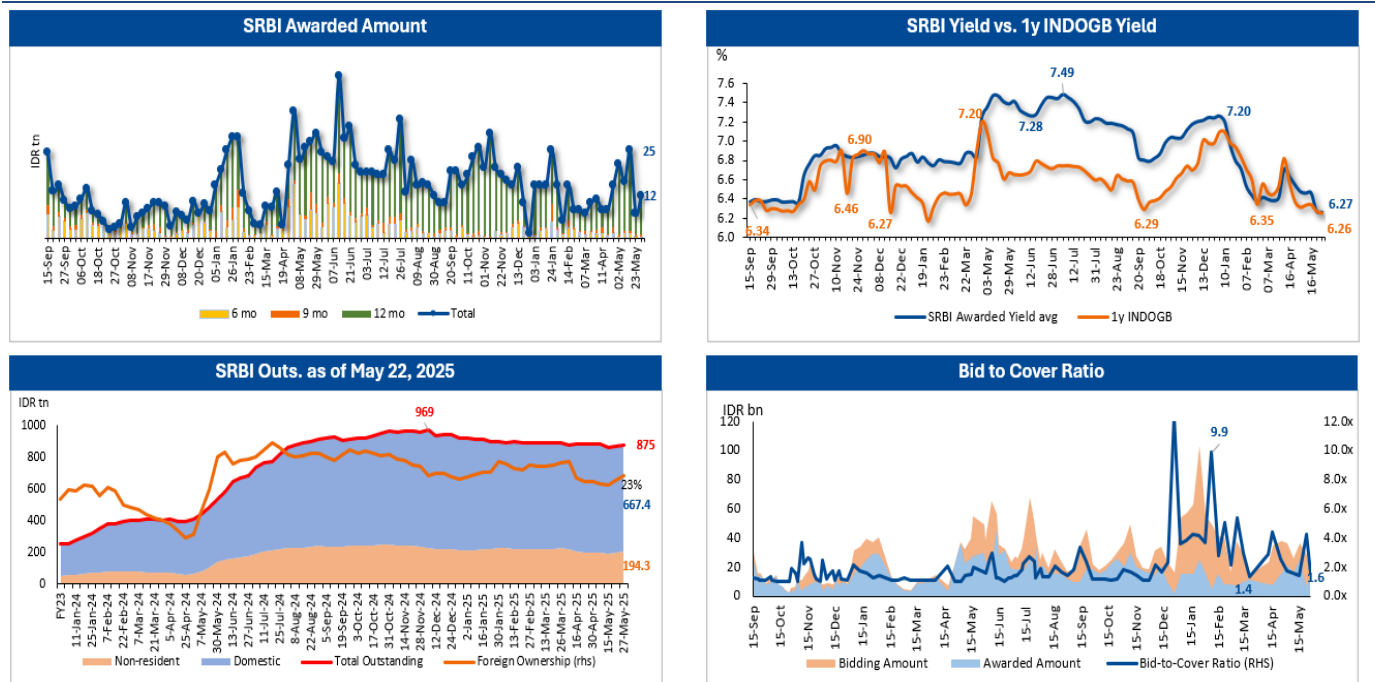 SRBI Awarded Amount
IDR tn
25
12
15-Sep
27-Sep
06-Oct
18-Oct
27-Oct
08-Nov
17-Nov
29-Nov
08-Dec
20-Dec
05-Jan
26-Jan
23-Feb
15-Mar
19-Apr
08-May
29-May
07-Jun
21-Jun
03-Jul
12-Jul
26-Jul
09-Aug
30-Aug
20-Sep
11-Oct
01-Nov
22-Nov
13-Dec
03-Jan
24-Jan
14-Feb
07-Mar
11-Apr
02-May
23-May
6 mo
9 mo
12 mo
Total
SRBI Yield vs. 1y INDOGB Yield
%
7.6
7.4
7.2
7.0
6.8
6.6
6.4
6.2
6.0
6.34
6.90
6.46
6.27
7.20
7.28
7.49
6.29
7.20
6.35
6.27
6.26
15-Sep
29-Sep
13-Oct
27-Oct
10-Nov
24-Nov
08-Dec
22-Dec
19-Jan
23-Feb
22-Mar
03-May
29-May
14-Jun
28-Jun
12-Jul
31-Jul
23-Aug
20-Sep
18-Oct
15-Nov
13-Dec
10-Jan
07-Feb
07-Mar
16-Apr
16-May
SRBI Awarded Yield avg
1y INDOGB
SRBI Outs. as of May 22, 2025
IDR tn
1000
800
600
400
200
0
969
875
23%
667.4
194.3
FY23
11-Jan-24
25-Jan-24
7-Feb-24
22-Feb-24
7-Mar-24
21-Mar-24
5-Apr-24
25-Apr-24
7-May-24
30-May-24
13-Jun-24
27-Jun-24
11-Jul-24
25-Jul-24
8-Aug-24
22-Aug-24
5-Sep-24
19-Sep-24
3-Oct-24
17-Oct-24
31-Oct-24
14-Nov-24
28-Nov-24
12-Dec-24
24-Dec-24
2-Jan-25
16-Jan-25
30-Jan-25
13-Feb-25
27-Feb-25
13-Mar-25
26-Mar-25
16-Apr-25
30-Apr-25
15-May-25
27-May-25
Non-resident
Domestic
Total Outstanding
Foreign Ownership (rhs)
Bid to Cover Ratio
IDR bn
120
100
80
60
40
20
0
12.0x
10.0x
8.0x
6.0x
4.0x
2.0x
0.0x
9.9
1.4
1.6
15-Sep
15-Oct
15-Nov
15-Dec
15-Jan
15-Feb
15-Mar
15-Apr
15-May
15-Jun
15-Jul
15-Aug
15-Sep
15-Oct
15-Nov
15-Dec
15-Jan
15-Feb
15-Mar
15-Apr
15-May
Bidding Amount
Awarded Amount
Bid-to-Cover Ratio (RHS)